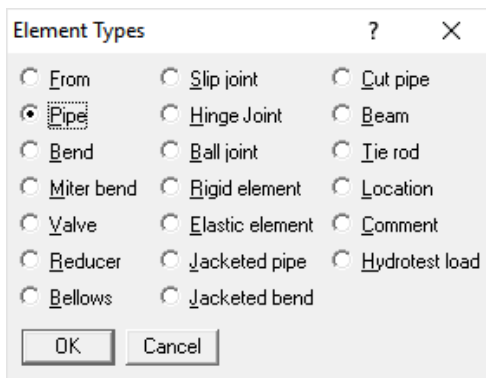 Element Types ? ×
From Slip joint Cut pipe
Pipe Hinge Joint Beam
Bend Ball joint Tie rod
Miter bend Rigid element Location
Valve Elastic element Comment
Reducer Jacketed pipe Hydrotest load
Bellows Jacketed bend
OK Cancel